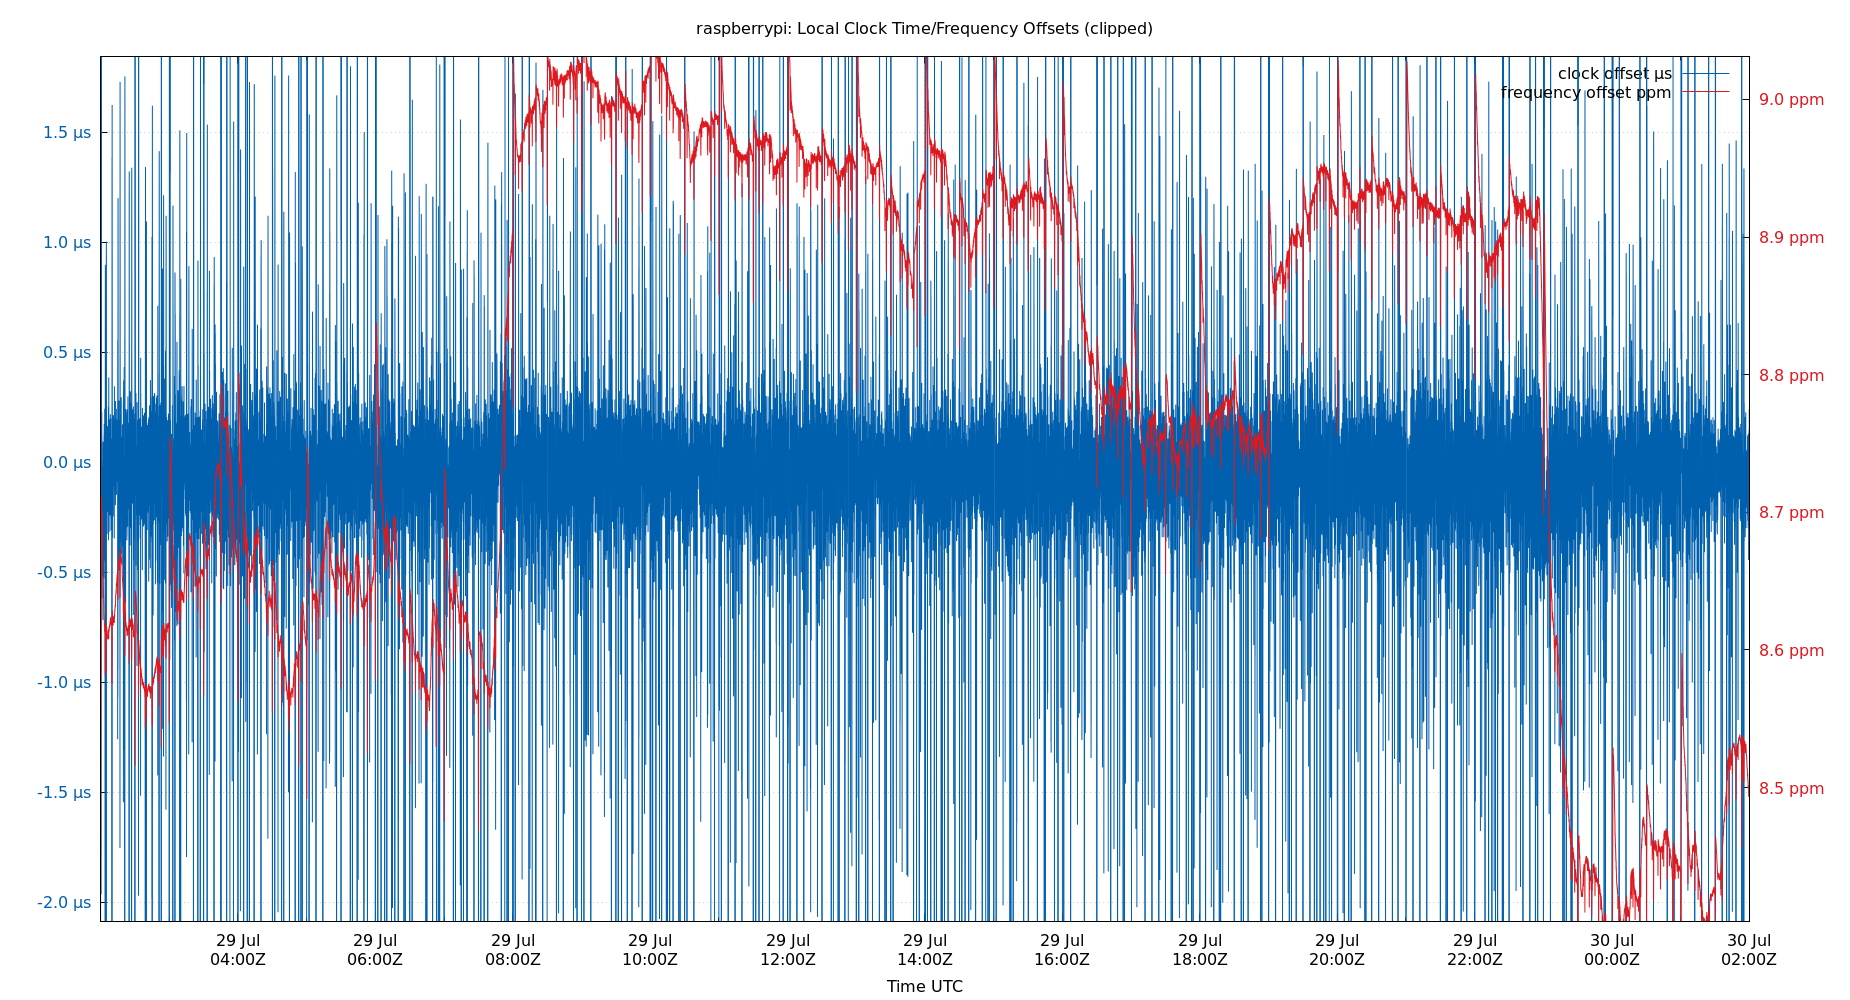 raspberrypi: Local Clock Time/Frequency Offsets (clipped)
clock offset μs
frequency offset ppm
1.5 μs
1.0 μs
0.5 μs
0.0 μs
-0.5 μs
-1.0 μs
-1.5 μs
-2.0 μs
9.0 ppm
8.9 ppm
8.8 ppm
8.7 ppm
8.6 ppm
8.5 ppm
29 Jul
04:00Z
29 Jul
06:00Z
29 Jul
08:00Z
29 Jul
10:00Z
29 Jul
12:00Z
29 Jul
14:00Z
29 Jul
16:00Z
29 Jul
18:00Z
29 Jul
20:00Z
29 Jul
22:00Z
30 Jul
00:00Z
30 Jul
02:00Z
Time UTC